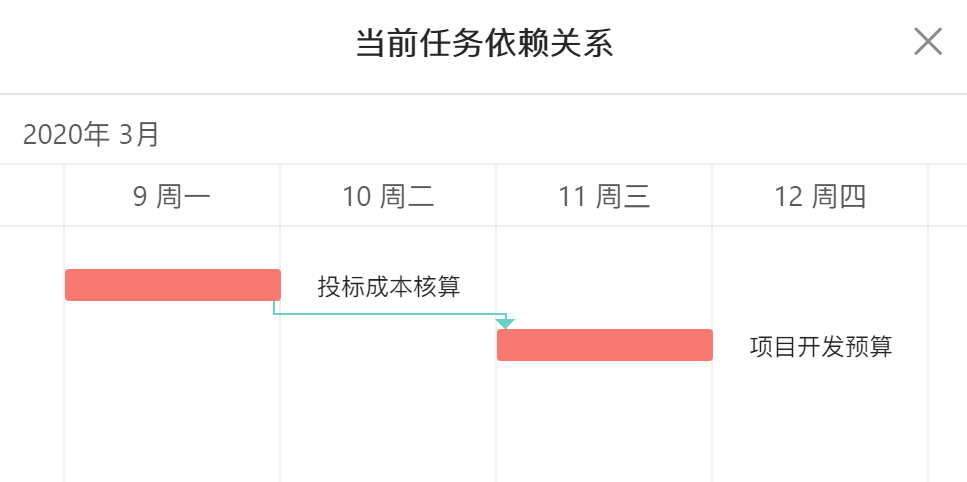 当前任务依赖关系
2020年 3月
9 周一 10 周二 11 周三 12 周四
投标成本核算
项目开发预算